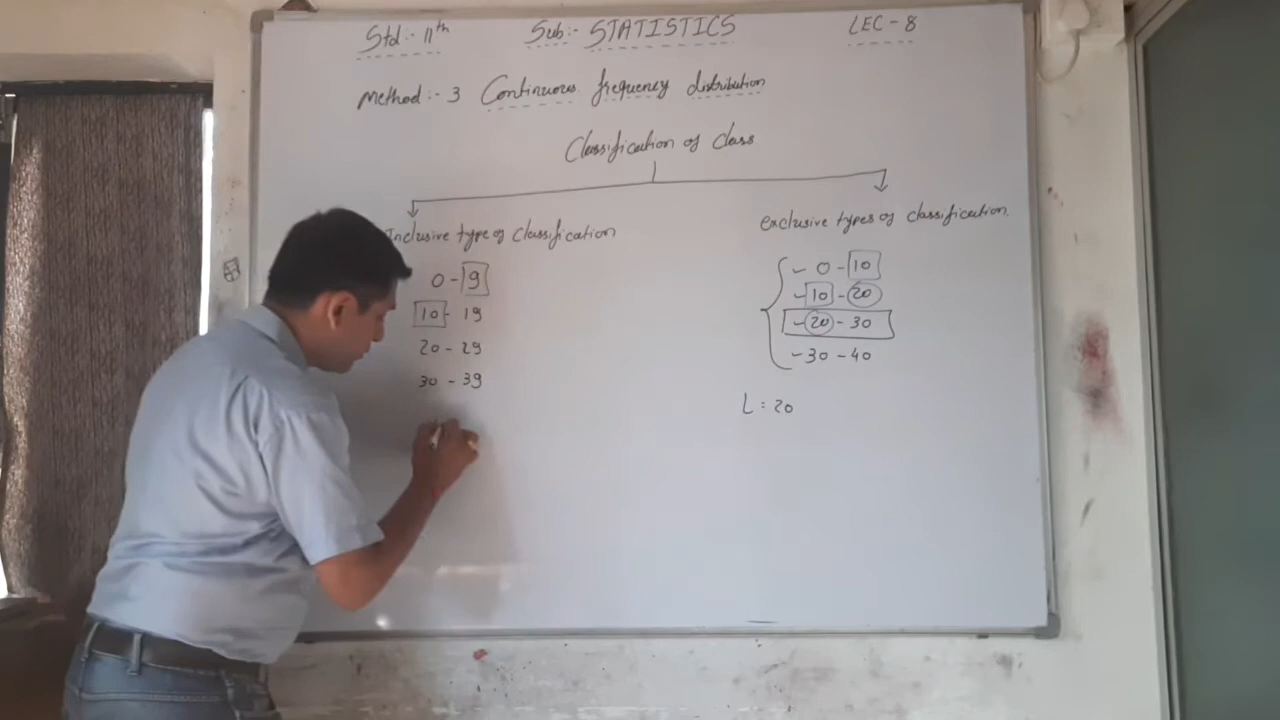 Std:- 11th Sub:- STATISTICS LEC - 8
Method:- 3 Continuous frequency distribution
Classification of class
Inclusive type of classification
0 - 9
10 - 19
20 - 29
30 - 39
exclusive types of classification
- 0 - 10
- 10 - 20
- 20 - 30
- 30 - 40
L = 20